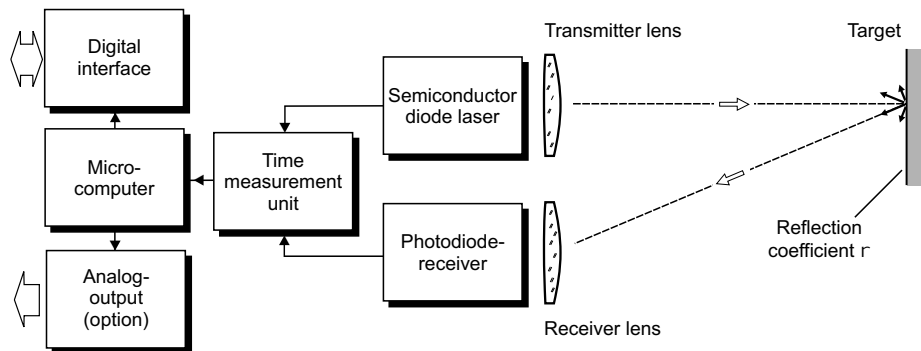 Digital
interface
Micro-
computer
Analog-
output
(option)
Time
measurement
unit
Semiconductor
diode laser
Photodiode-
receiver
Transmitter lens
Receiver lens
Target
Reflection
coefficient r